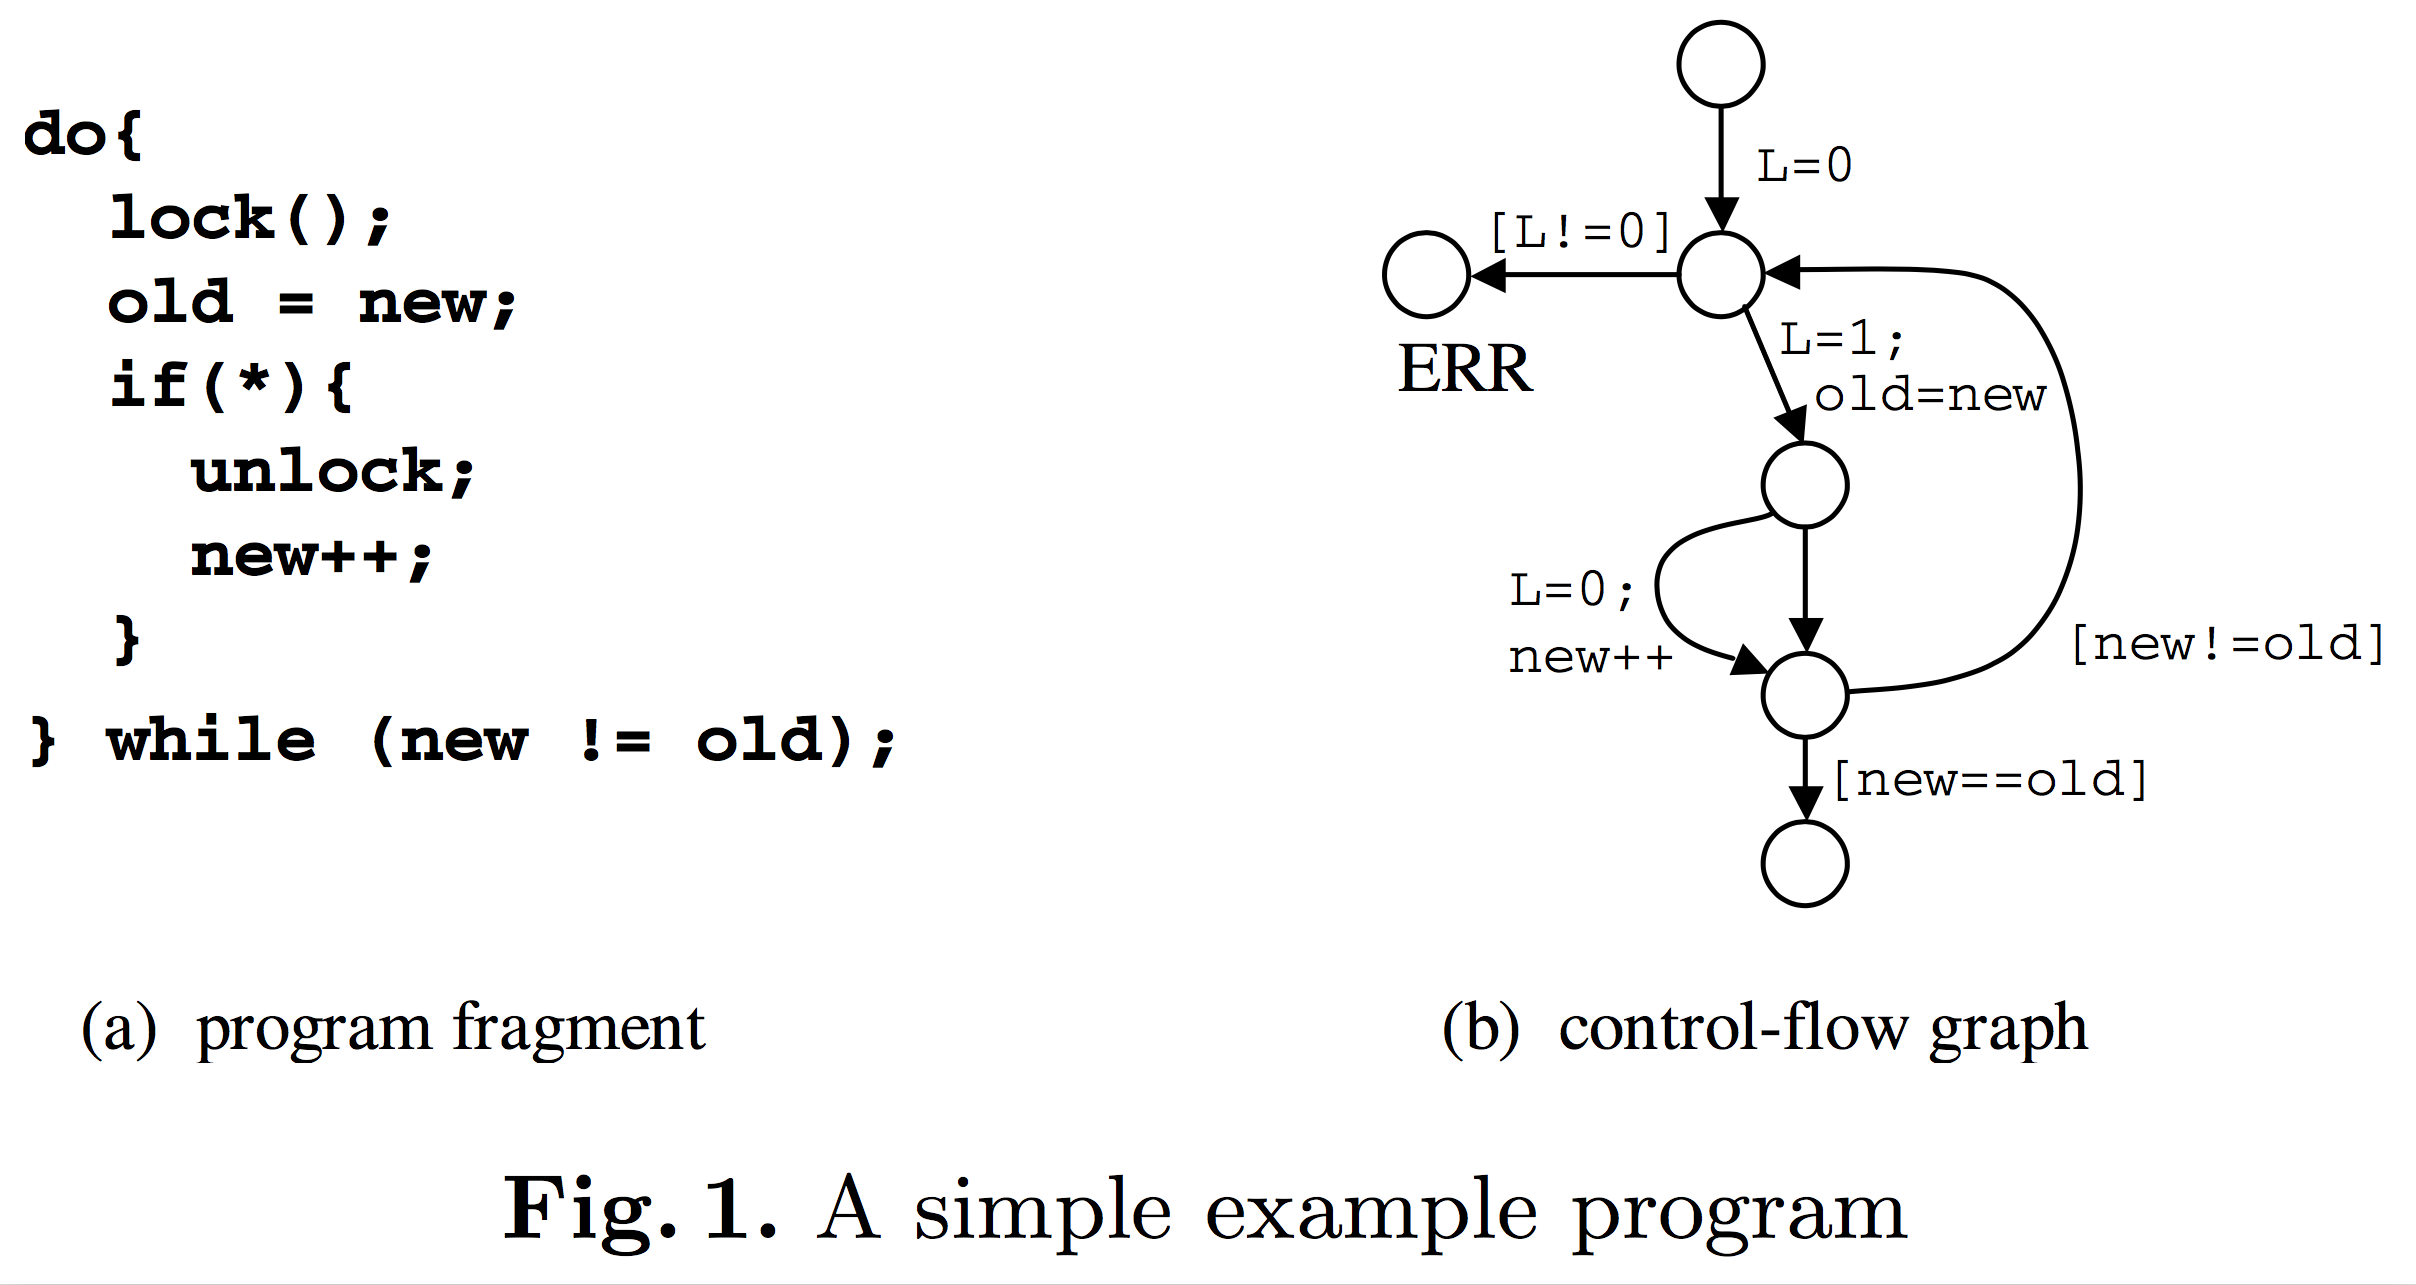 do{
lock();
old = new;
if(*){
unlock;
new++;
}
} while (new != old);
L=0
[L!=0]
ERR
L=1;
old=new
L=0;
new++
[new!=old]
[new==old]
(a) program fragment
(b) control-flow graph
Fig. 1. A simple example program